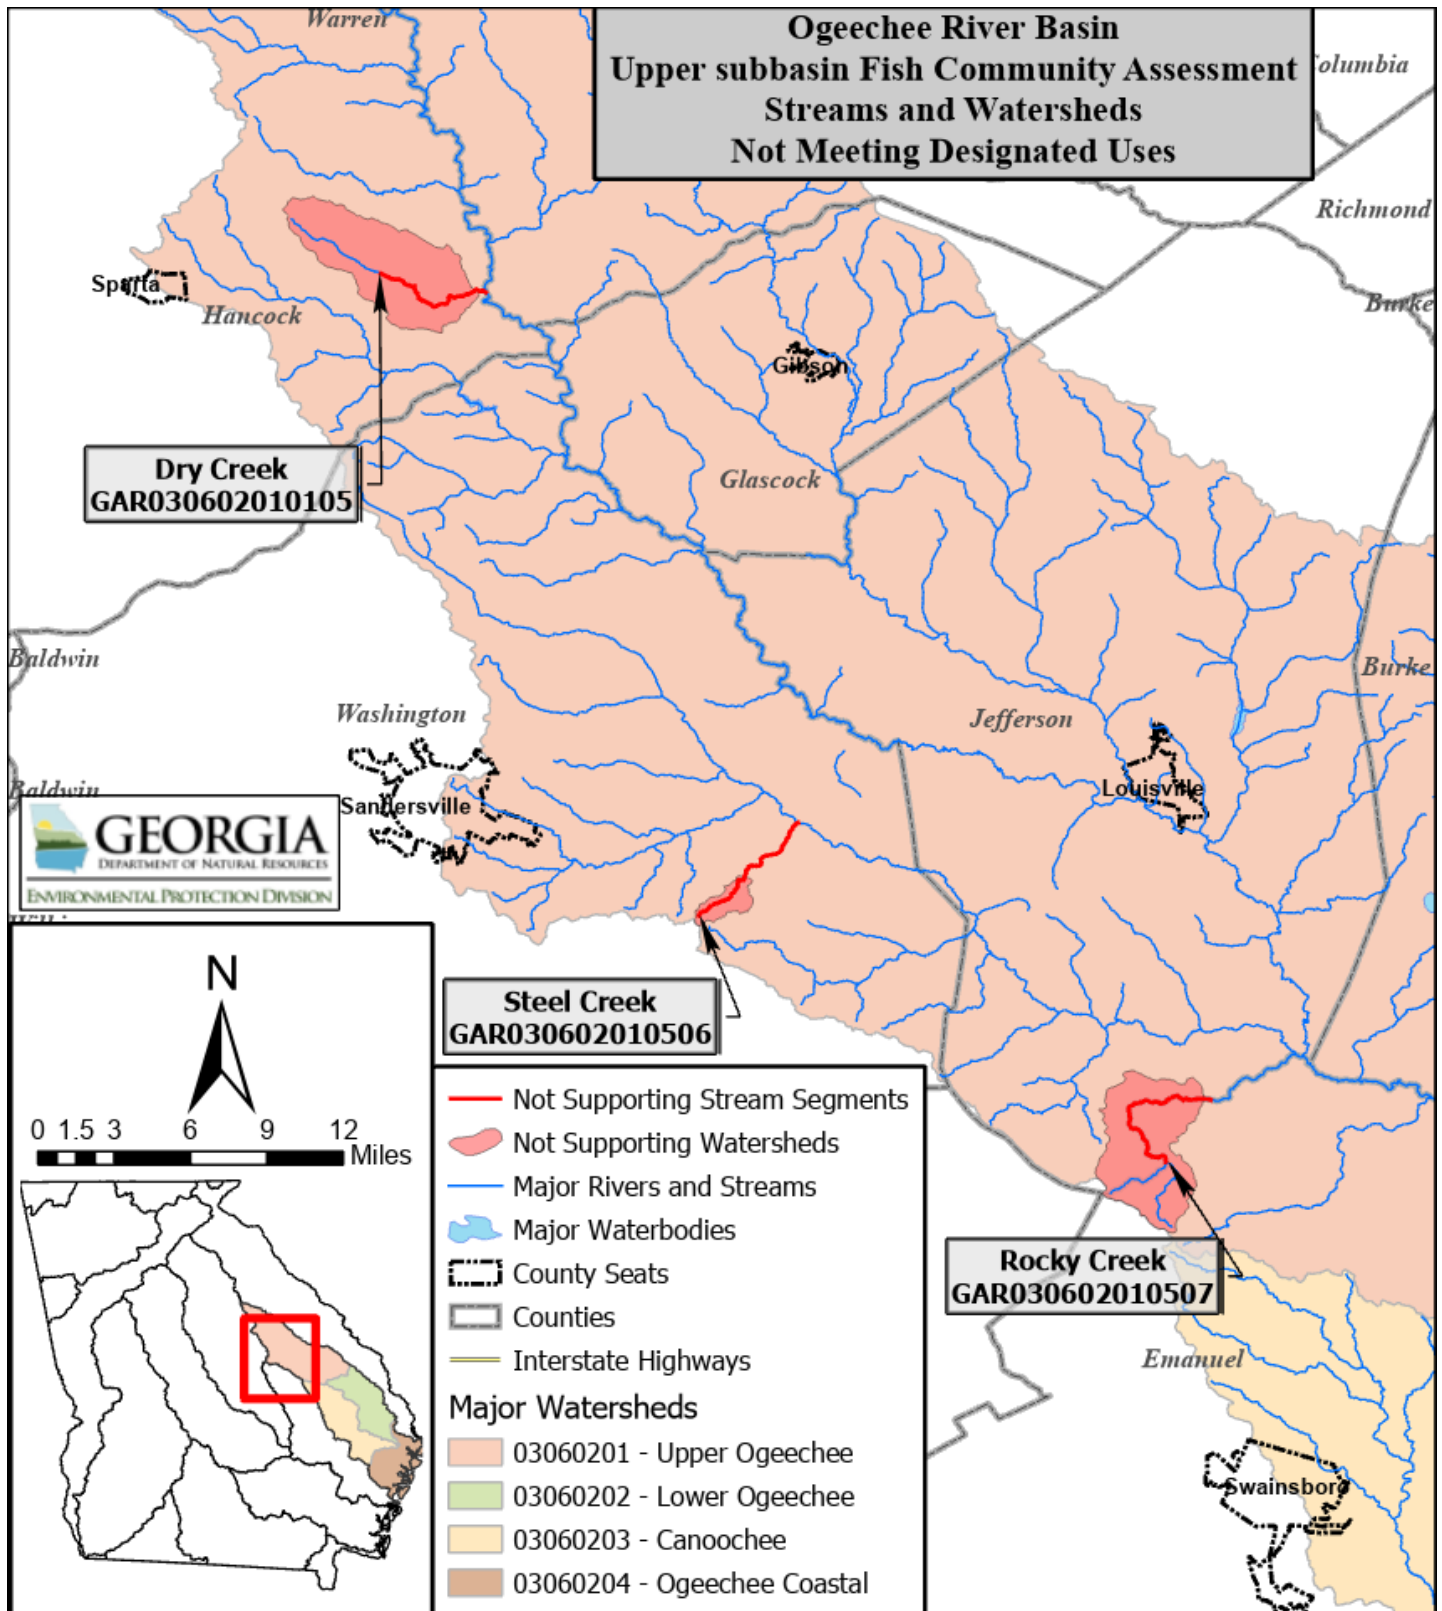 Warren
Ogeechee River Basin
Upper subbasin Fish Community Assessment
Streams and Watersheds
Not Meeting Designated Uses
Columbia
Richmond
Burke
Sparta
Hancock
Gibson
Dry Creek
GAR030602010105
Glascock
Baldwin
Burke
Washington
Jefferson
Baldwin
Louisville
Sandersville
GEORGIA
DEPARTMENT OF NATURAL RESOURCES
ENVIRONMENTAL PROTECTION DIVISION
Steel Creek
GAR030602010506
N
0 1.5 3 6 9 12
Miles
Rocky Creek
GAR030602010507
Emanuel
Swainsboro
Not Supporting Stream Segments
Not Supporting Watersheds
Major Rivers and Streams
Major Waterbodies
County Seats
Counties
Interstate Highways
Major Watersheds
03060201 - Upper Ogeechee
03060202 - Lower Ogeechee
03060203 - Canoochee
03060204 - Ogeechee Coastal